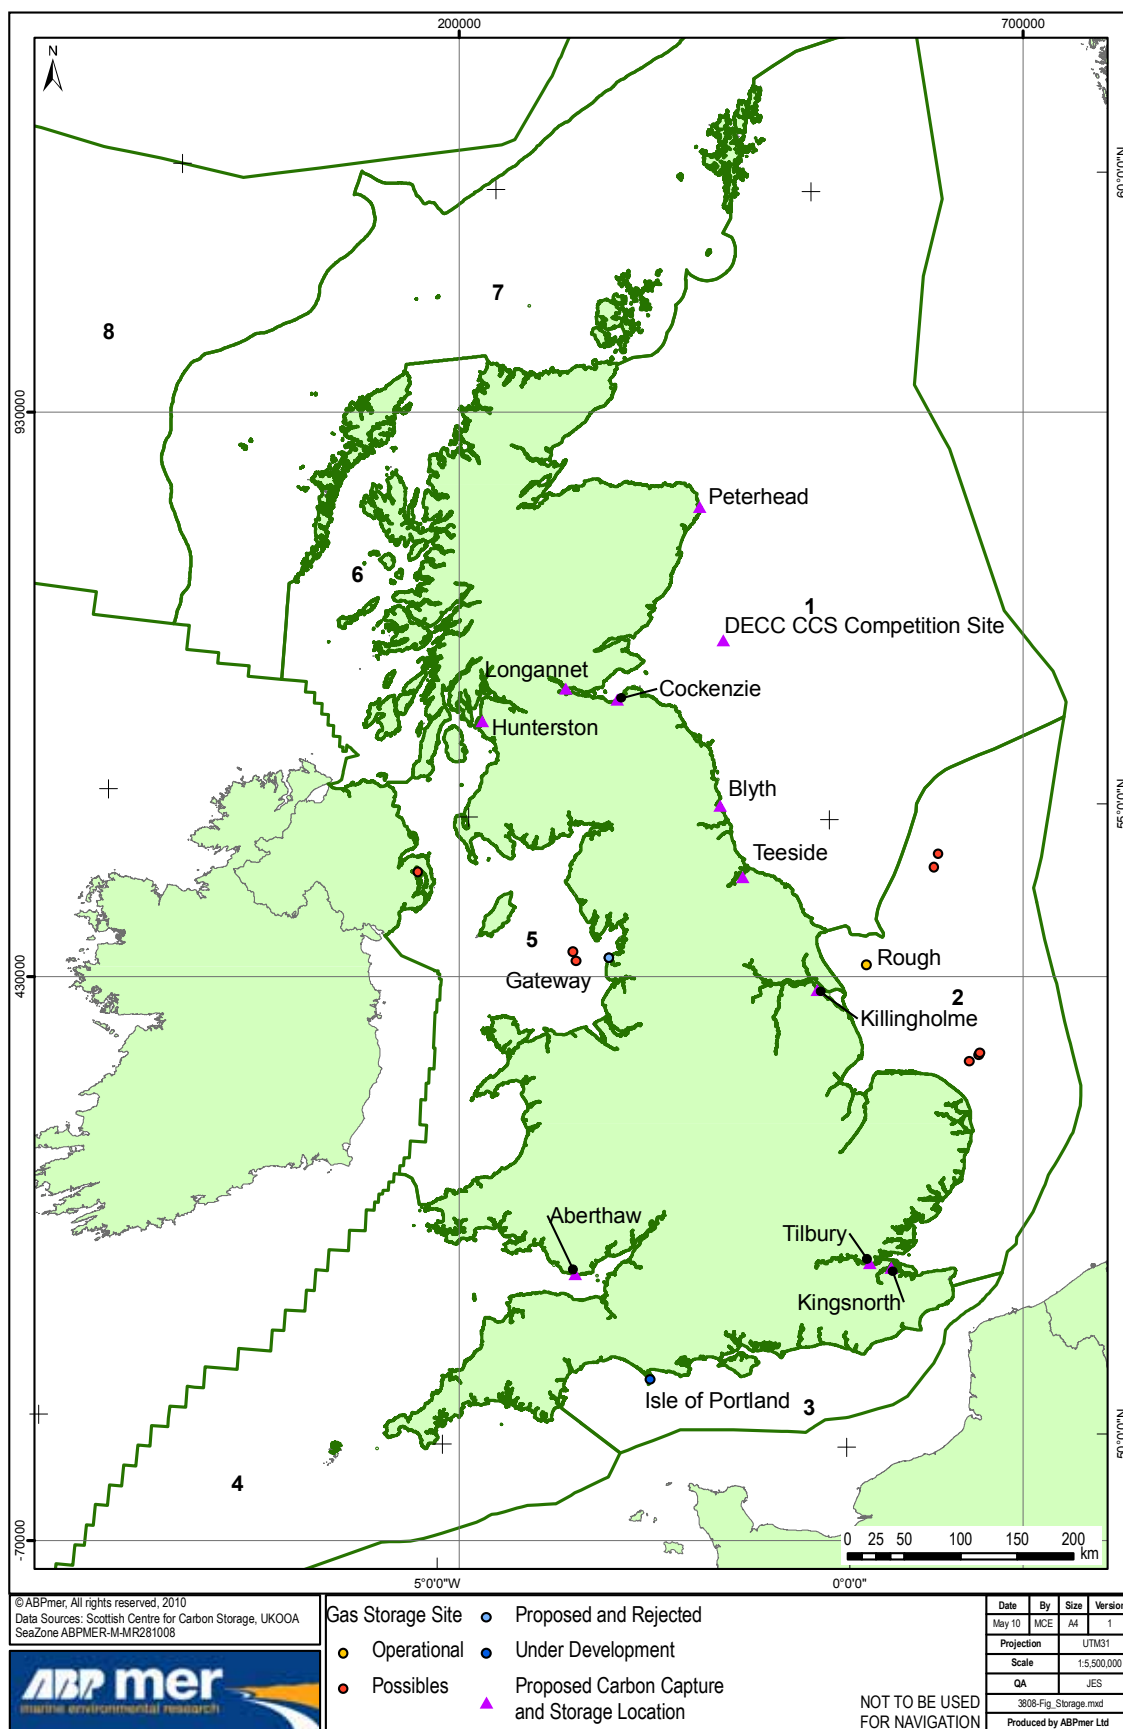 200000
700000
N
60°0'0"N
7
8
930000
Peterhead
6
1
DECC CCS Competition Site
Longannet
Cockenzie
Hunterston
Blyth
55°0'0"N
Teeside
5
Rough
Gateway
430000
2
Killingholme
Aberthaw
Tilbury
Kingsnorth
Isle of Portland
3
50°0'0"N
4
-70000
0 25 50 100 150 200
km
5°0'0"W
0°0'0"
© ABPmer, All rights reserved, 2010
Data Sources: Scottish Centre for Carbon Storage, UKOOA
SeaZone ABPMER-M-MR281008
ABP mer
marine environmental research
Gas Storage Site
Operational
Possibles
Proposed and Rejected
Under Development
Proposed Carbon Capture
and Storage Location
NOT TO BE USED
FOR NAVIGATION
Date By Size Version
May 10 MCE A4 1
Projection UTM31
Scale 1:5,500,000
QA JES
3808-Fig_Storage.mxd
Produced by ABPmer Ltd